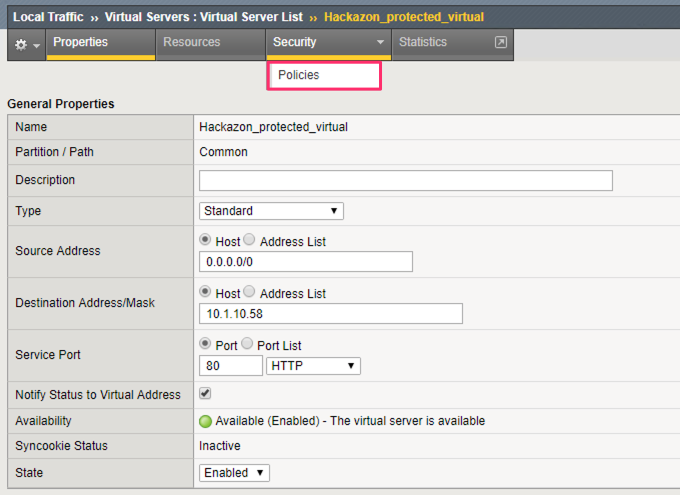 Local Traffic ›› Virtual Servers : Virtual Server List ›› Hackazon_protected_virtual
Properties Resources Security Statistics
Policies
General Properties
Name Hackazon_protected_virtual
Partition / Path Common
Description
Type Standard
Source Address Host Address List
0.0.0.0/0
Destination Address/Mask Host Address List
10.1.10.58
Service Port Port Port List
80 HTTP
Notify Status to Virtual Address
Availability Available (Enabled) - The virtual server is available
Syncookie Status Inactive
State Enabled